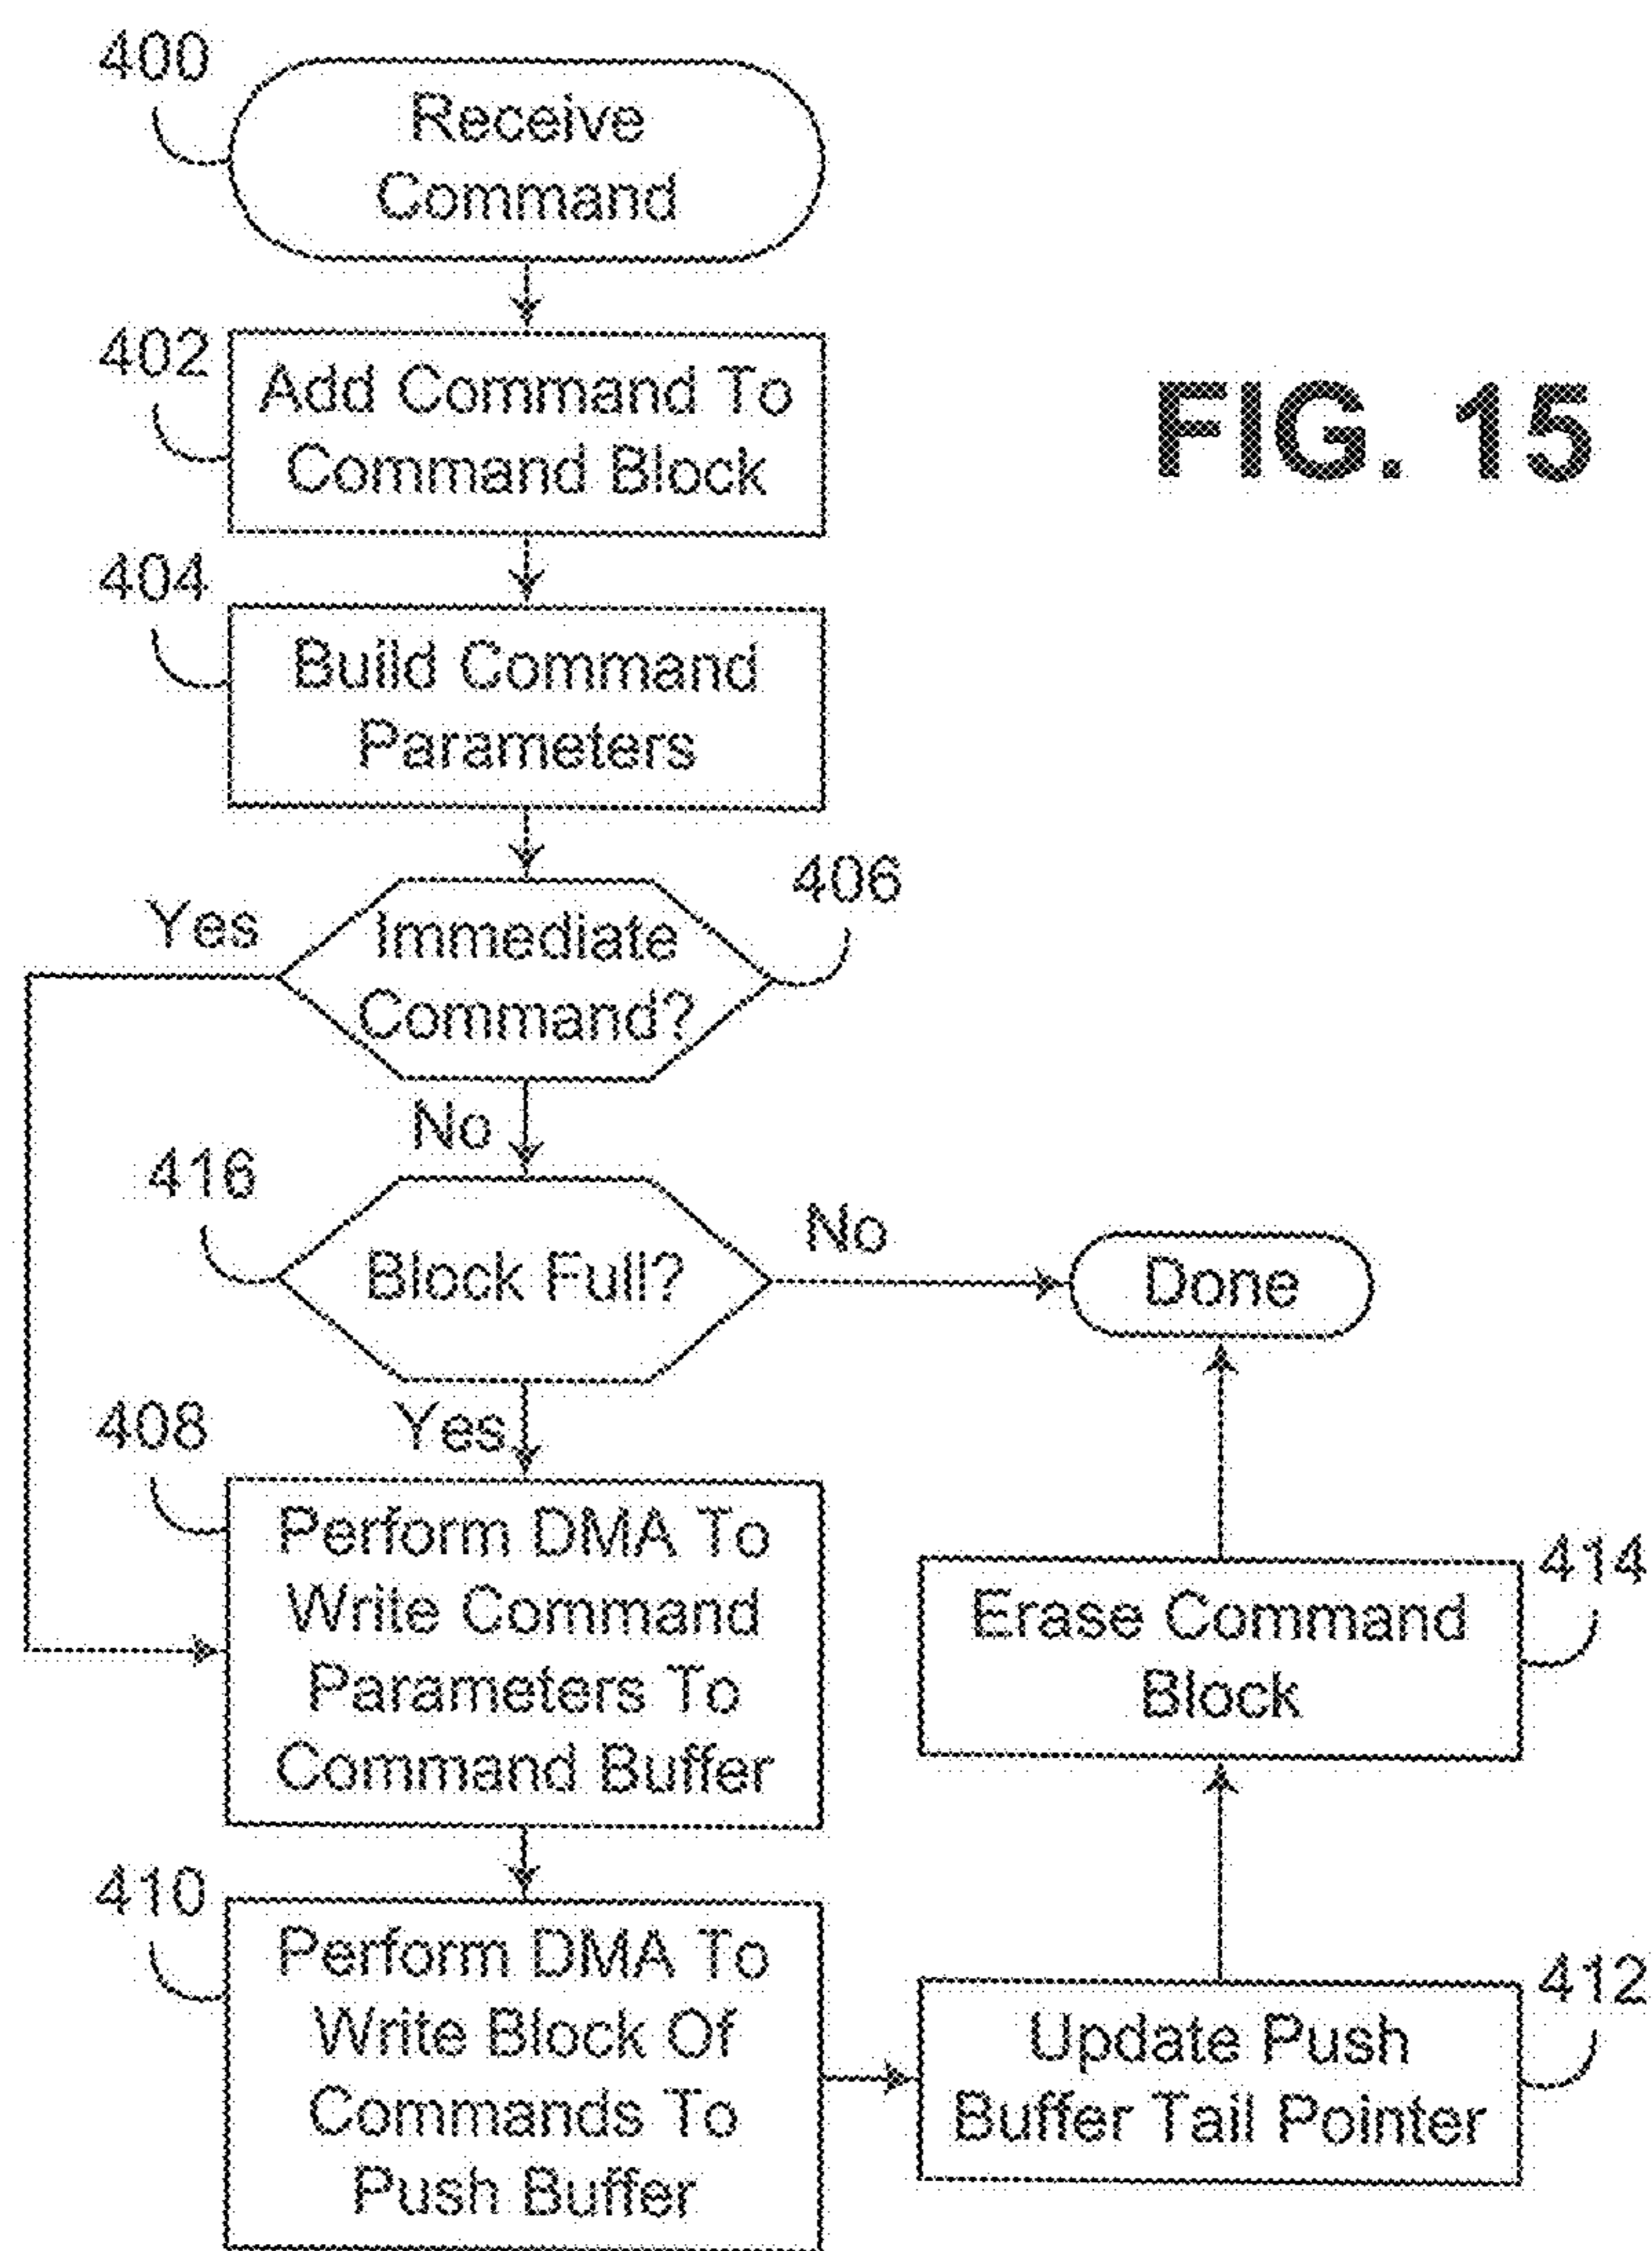 400
Receive
Command
402
Add Command To
Command Block
FIG. 15
404
Build Command
Parameters
406
Yes
Immediate
Command?
No
416
Block Full?
No
Done
408
Yes
Perform DMA To
Write Command
Parameters To
Command Buffer
414
Erase Command
Block
410
Perform DMA To
Write Block Of
Commands To
Push Buffer
412
Update Push
Buffer Tail Pointer